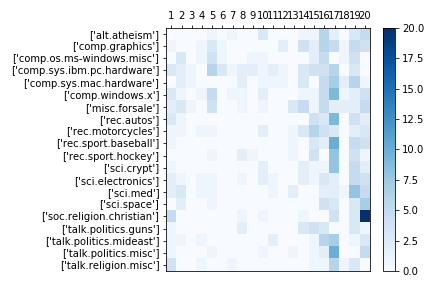 1 2 3 4 5 6 7 8 9 10 11 12 13 14 15 16 17 18 19 20
['alt.atheism']
['comp.graphics']
['comp.os.ms-windows.misc']
['comp.sys.ibm.pc.hardware']
['comp.sys.mac.hardware']
['comp.windows.x']
['misc.forsale']
['rec.autos']
['rec.motorcycles']
['rec.sport.baseball']
['rec.sport.hockey']
['sci.crypt']
['sci.electronics']
['sci.med']
['sci.space']
['soc.religion.christian']
['talk.politics.guns']
['talk.politics.mideast']
['talk.politics.misc']
['talk.religion.misc']
20.0
17.5
15.0
12.5
10.0
7.5
5.0
2.5
0.0